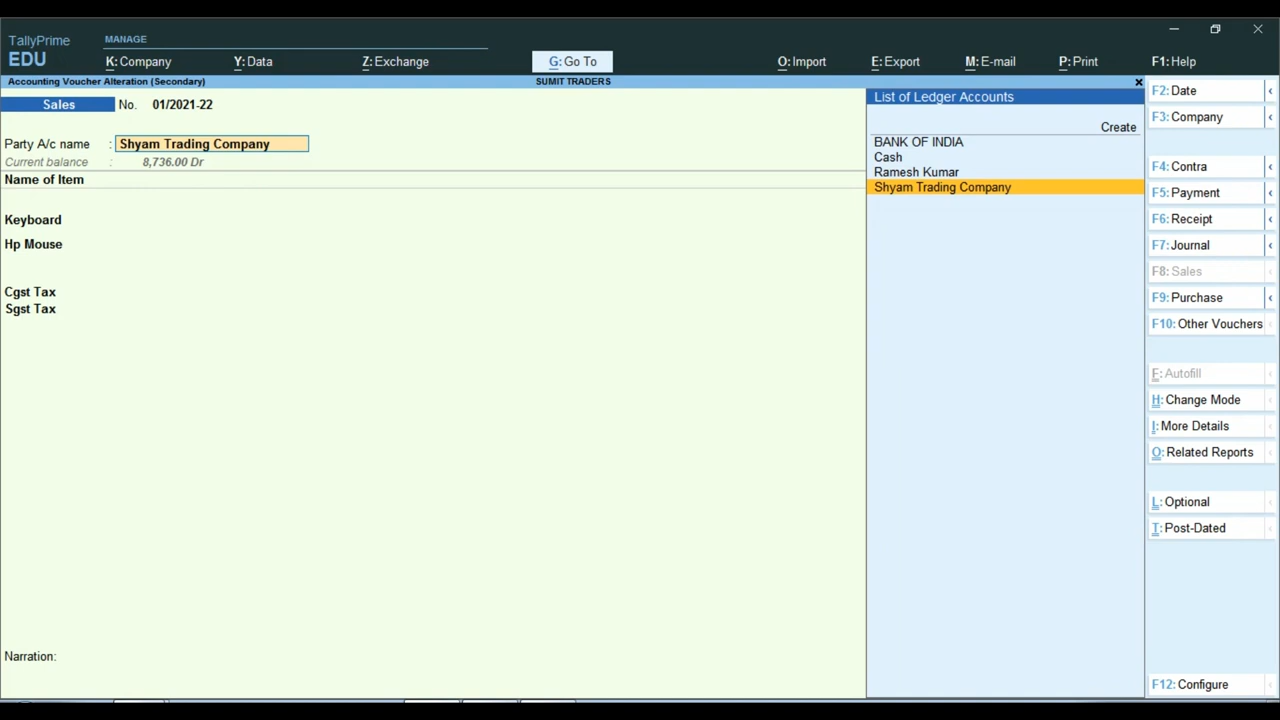 TallyPrime
EDU
MANAGE
K: Company
Y: Data
Z: Exchange
G: Go To
O: Import
E: Export
M: E-mail
P: Print
F1: Help
Accounting Voucher Alteration (Secondary)
SUMIT TRADERS
Sales No. 01/2021-22
Party A/c name : Shyam Trading Company
Current balance : 8,736.00 Dr
Name of Item
Keyboard
Hp Mouse
Cgst Tax
Sgst Tax
Narration:
List of Ledger Accounts
Create
BANK OF INDIA
Cash
Ramesh Kumar
Shyam Trading Company
F2: Date
F3: Company
F4: Contra
F5: Payment
F6: Receipt
F7: Journal
F8: Sales
F9: Purchase
F10: Other Vouchers
F: Autofill
H: Change Mode
I: More Details
O: Related Reports
L: Optional
T: Post-Dated
F12: Configure